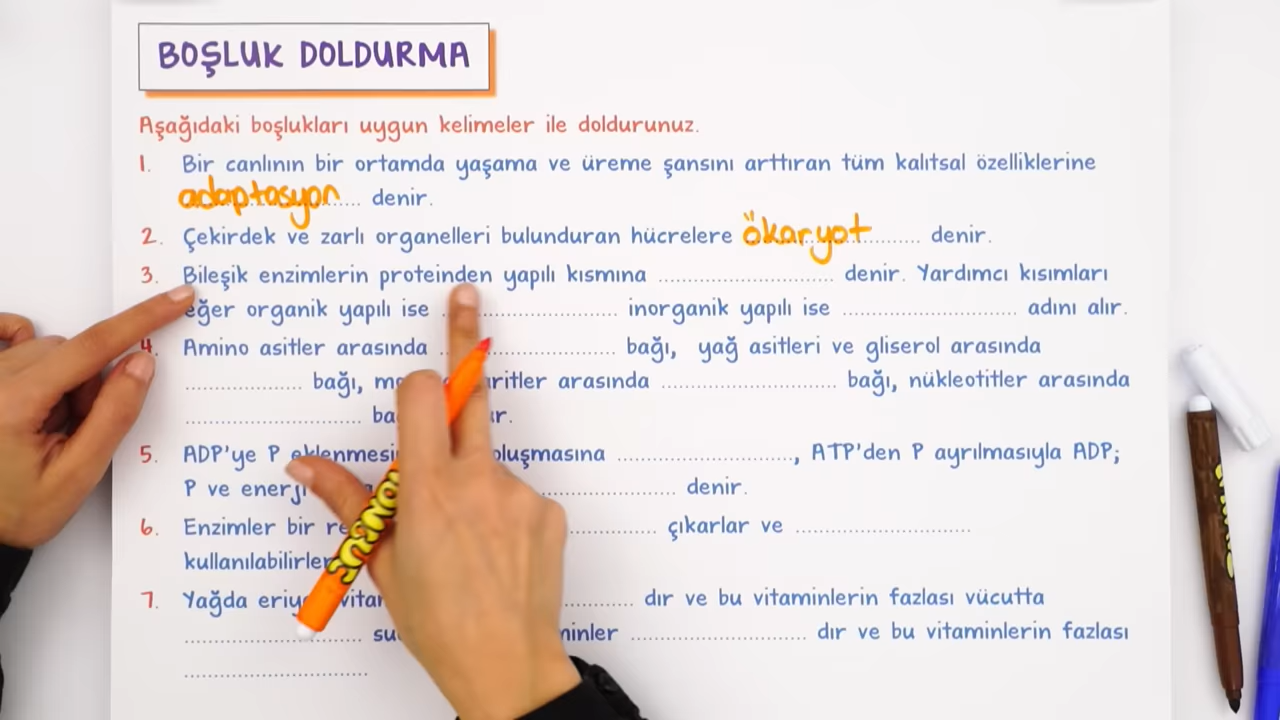 BOŞLUK DOLDURMA
Aşağıdaki boşlukları uygun kelimeler ile doldurunuz.
1. Bir canlının bir ortamda yaşama ve üreme şansını arttıran tüm kalıtsal özelliklerine
adaptasyon denir.
2. Çekirdek ve zarlı organelleri bulunduran hücrelere ökaryot denir.
3. Bileşik enzimlerin proteinden yapılı kısmına .............................. denir. Yardımcı kısımları
eğer organik yapılı ise .............................. inorganik yapılı ise .............................. adını alır.
4. Amino asitler arasında .............................. bağı, yağ asitleri ve gliserol arasında
.................... bağı, arasında .............................. bağı, nükleotitler arasında
..............................
5. ADP'ye P eklenmesi oluşmasına .............................., ATP'den P ayrılmasıyla ADP;
P ve enerji .............................. denir.
6. Enzimler bir .................... çıkarlar ve ..............................
kullanılabilirler
7. Yağda .................... dır ve bu vitaminlerin fazlası vücutta
.............................. .............................. dır ve bu vitaminlerin fazlası
..............................